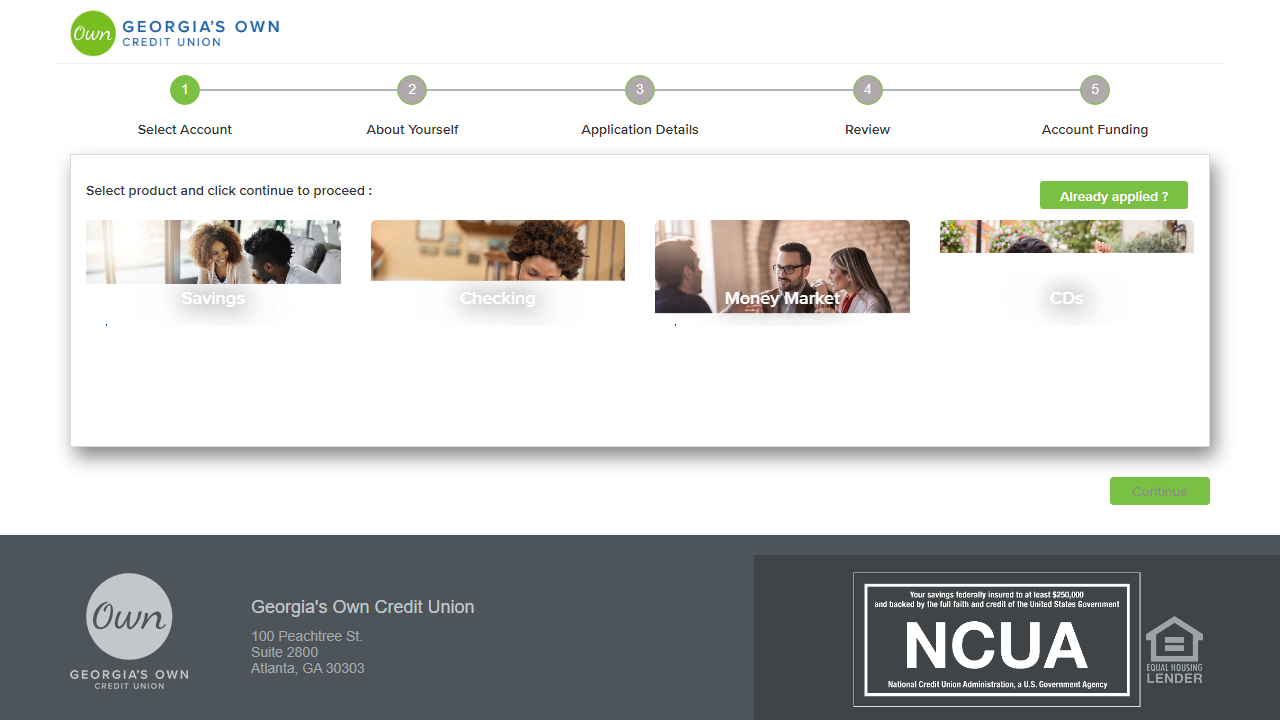 Own
GEORGIA'S OWN
CREDIT UNION
1
2
3
4
5
Select Account
About Yourself
Application Details
Review
Account Funding
Select product and click continue to proceed :
Already applied ?
Savings
Checking
Money Market
CDs
Continue
Own
GEORGIA'S OWN
CREDIT UNION
Georgia's Own Credit Union
100 Peachtree St.
Suite 2800
Atlanta, GA 30303
Your savings federally insured to at least $250,000
and backed by the full faith and credit of the United States Government
NCUA
National Credit Union Administration, a U.S. Government Agency
EQUAL HOUSING
LENDER